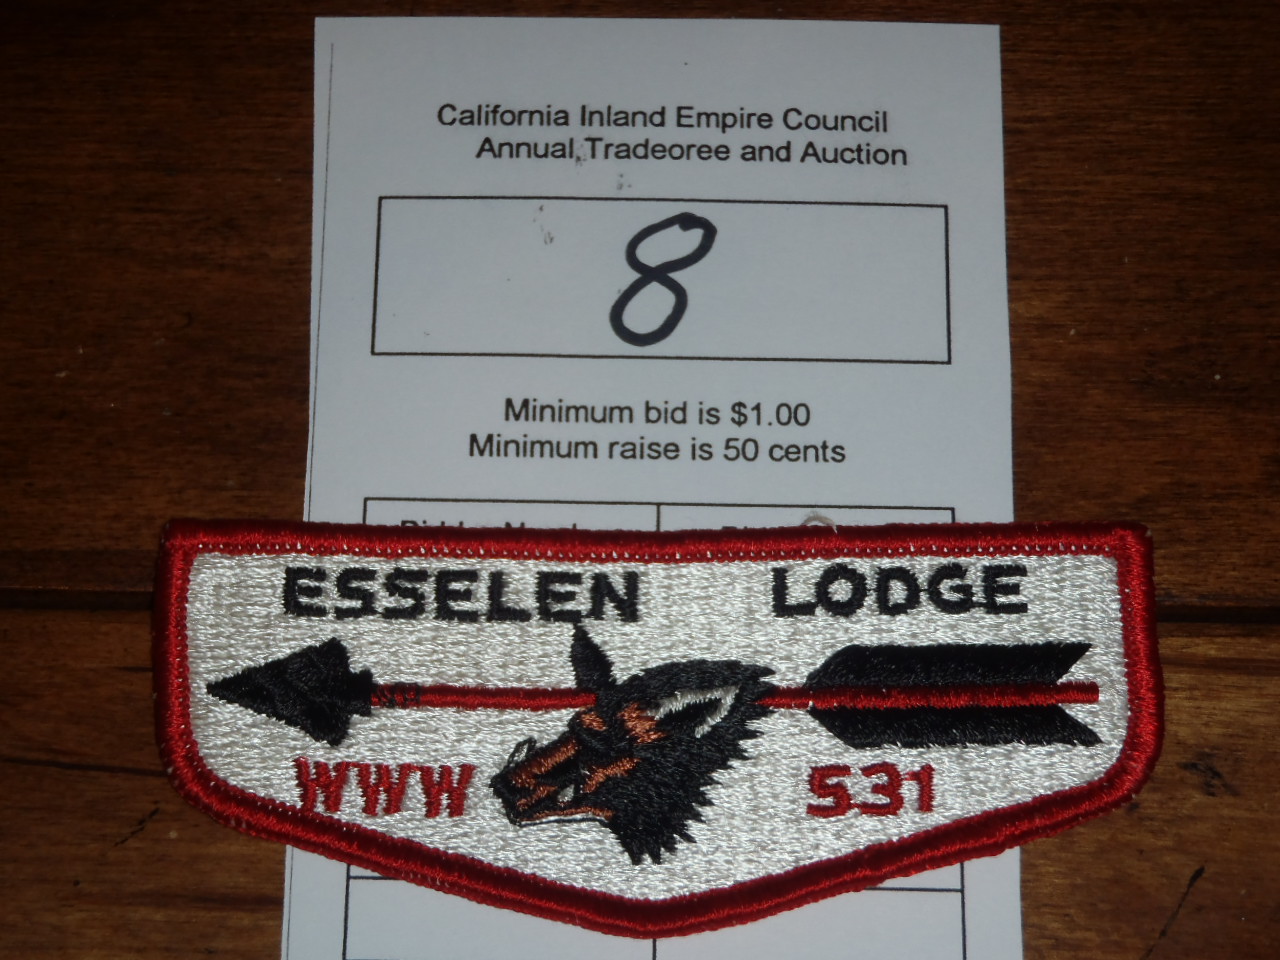 California Inland Empire Council
Annual Tradeoree and Auction
8
Minimum bid is $1.00
Minimum raise is 50 cents
ESSELEN LODGE
WWW 531